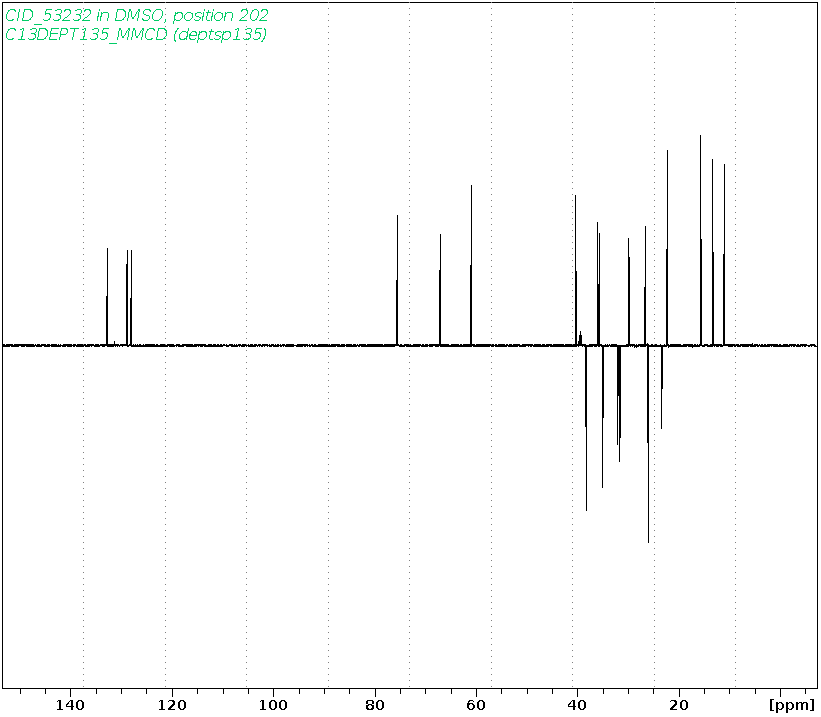 CID_53232 in DMSO; position 202
C13DEPT135_MMCD (deptsp135)
140 120 100 80 60 40 20 [ppm]